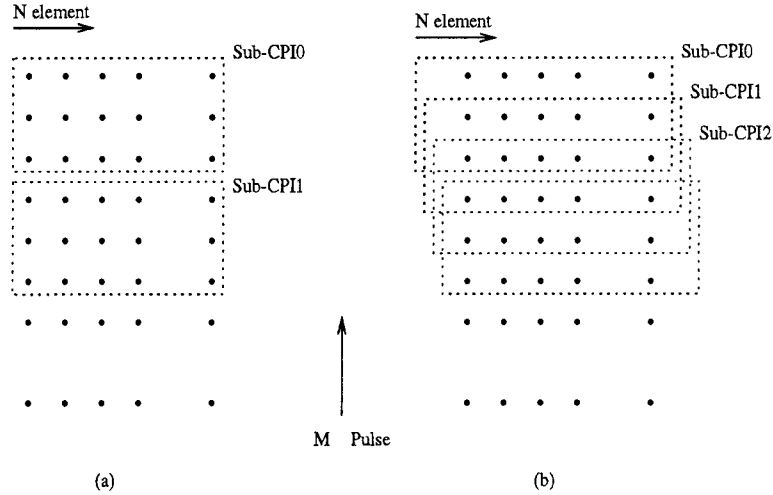 N element
Sub-CPI0
Sub-CPI1
N element
Sub-CPI0
Sub-CPI1
Sub-CPI2
M Pulse
(a)
(b)